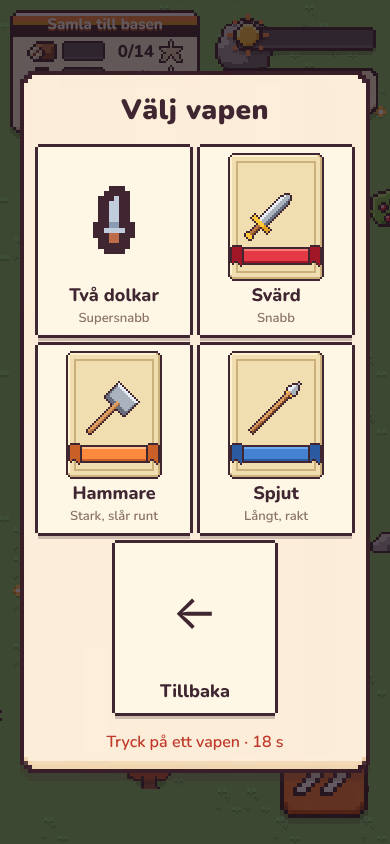 Samla till basen
0/14
Välj vapen
Två dolkar
Supersnabb
Svärd
Snabb
Hammare
Stark, slår runt
Spjut
Långt, rakt
Tillbaka
Tryck på ett vapen · 18 s